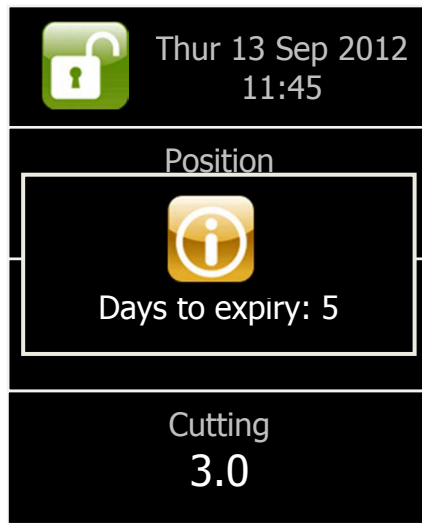 Thur 13 Sep 2012
11:45
Position
Days to expiry: 5
Cutting
3.0